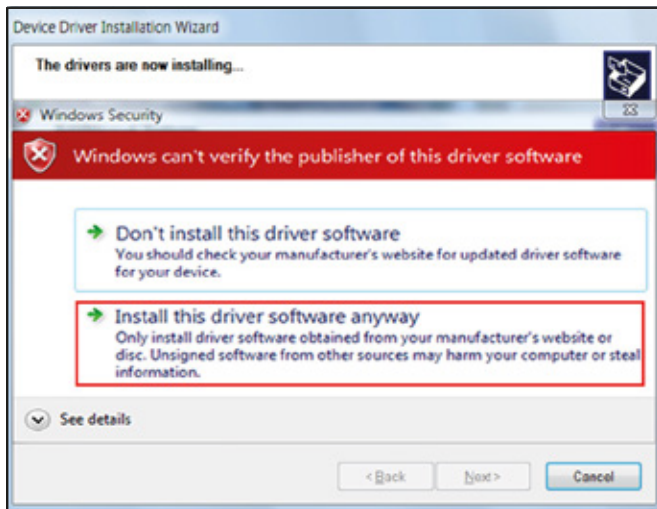 Device Driver Installation Wizard
The drivers are now installing...
Windows Security
Windows can't verify the publisher of this driver software
Don't install this driver software
You should check your manufacturer's website for updated driver software
for your device.
Install this driver software anyway
Only install driver software obtained from your manufacturer's website or
disc. Unsigned software from other sources may harm your computer or steal
information.
See details
< Back
Next >
Cancel